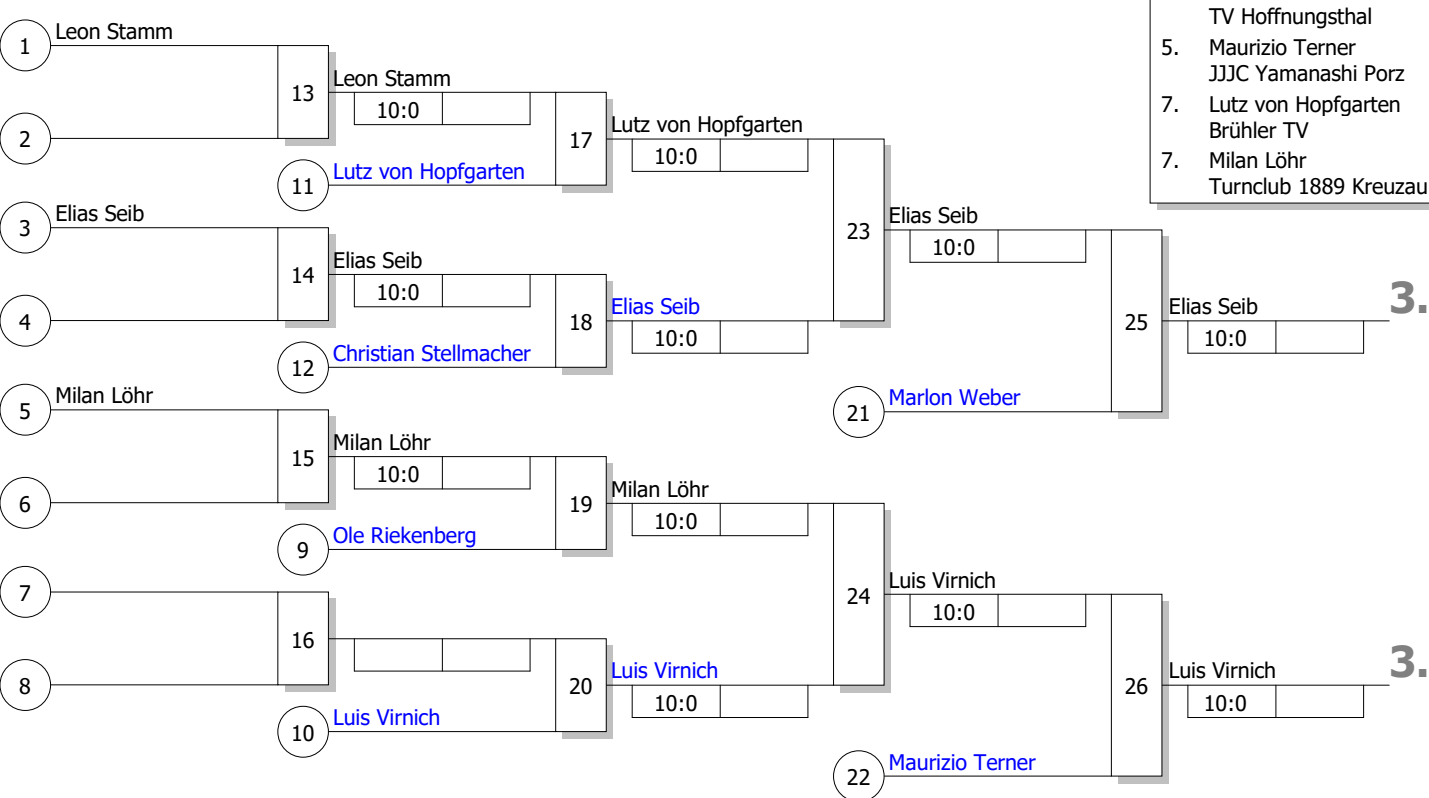 TV Hoffnungsthal
5. Maurizio Terner
JJJC Yamanashi Porz
7. Lutz von Hopfgarten
Brühler TV
7. Milan Löhr
Turnclub 1889 Kreuzau
1 Leon Stamm
13 Leon Stamm
10:0
2
17 Lutz von Hopfgarten
10:0
11 Lutz von Hopfgarten
3 Elias Seib
23 Elias Seib
10:0
14 Elias Seib
10:0
4
18 Elias Seib
10:0
12 Christian Stellmacher
25 Elias Seib 3.
10:0
21 Marlon Weber
5 Milan Löhr
15 Milan Löhr
10:0
6
19 Milan Löhr
10:0
9 Ole Riekenberg
7
24 Luis Virnich
10:0
16
8
20 Luis Virnich
10:0
10 Luis Virnich
26 Luis Virnich 3.
10:0
22 Maurizio Terner